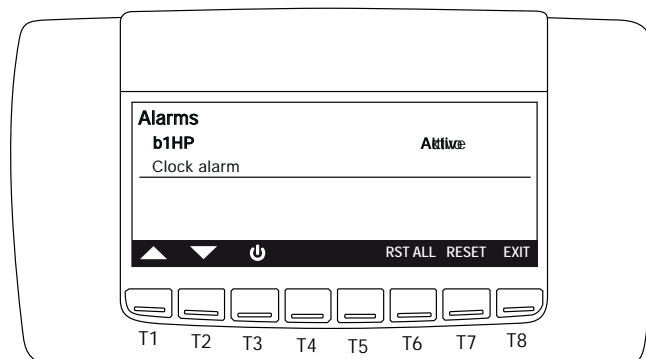 Alarms
b1HP
Clock alarm
RST ALL RESET EXIT
T1 T2 T3 T4 T5 T6 T7 T8